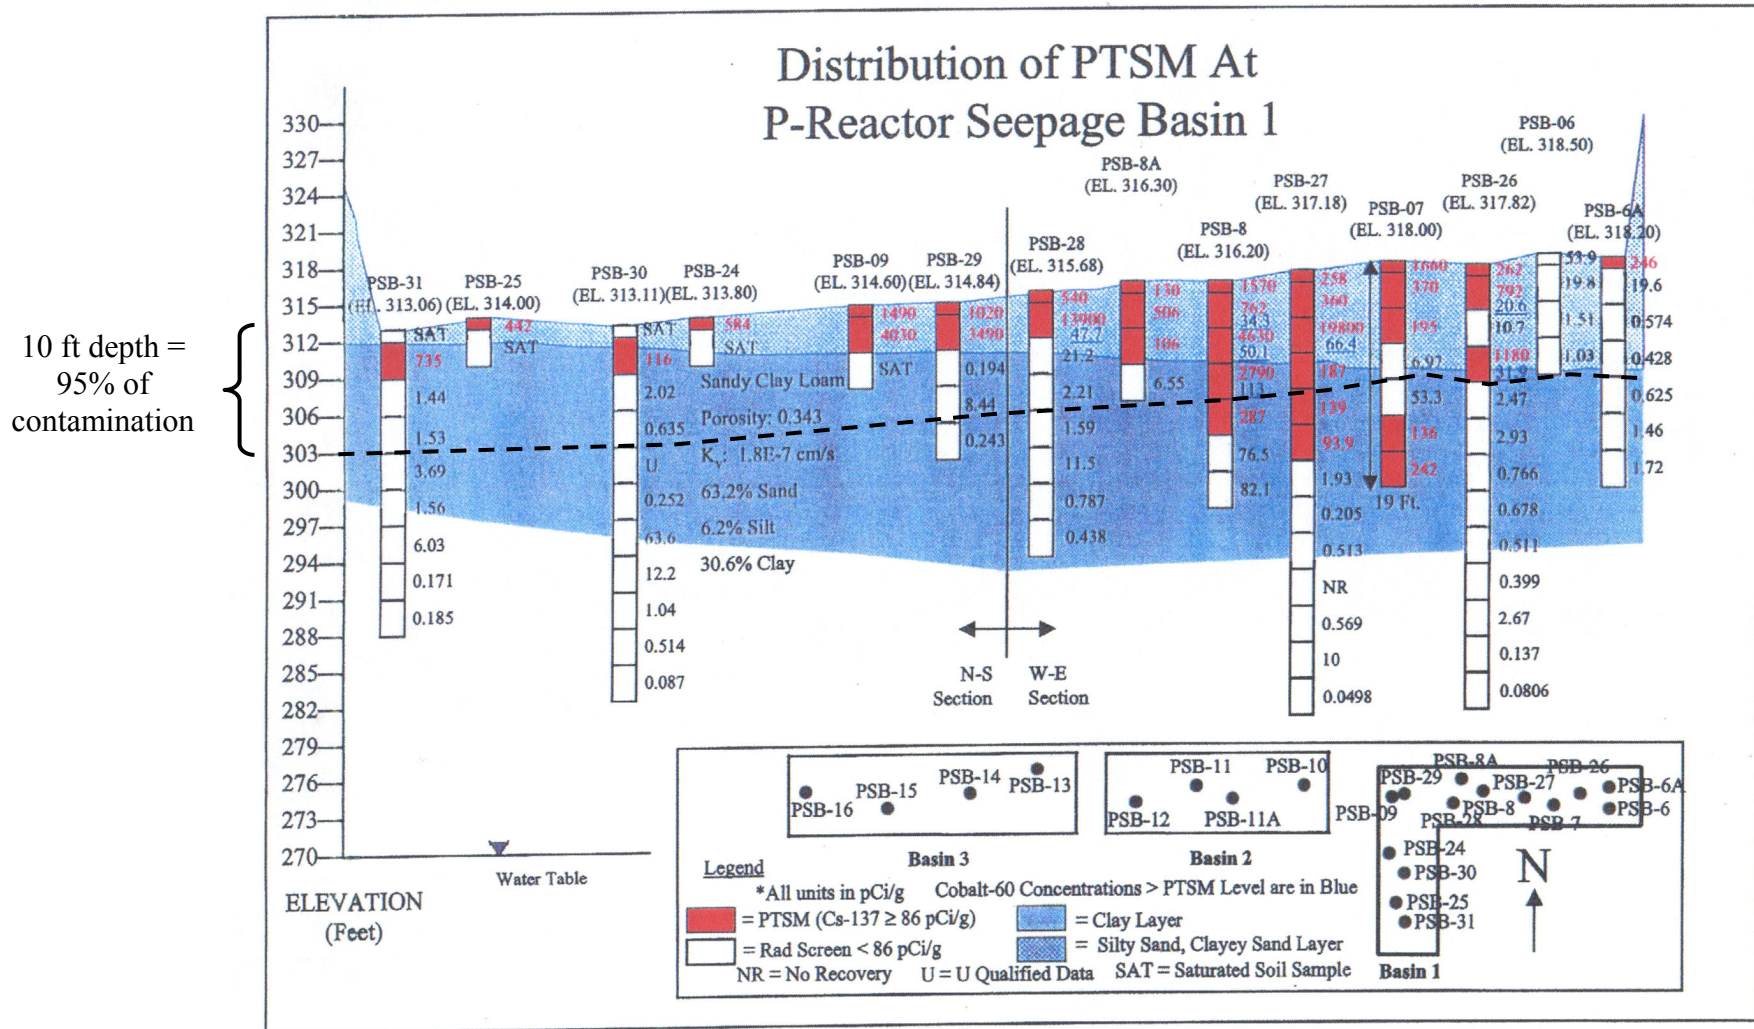 Distribution of PTSM At
P-Reactor Seepage Basin 1
10 ft depth =
95% of
contamination
330
327
324
321
318
315
312
309
306
303
300
297
294
291
288
285
282
279
276
273
270
ELEVATION
(Feet)
Water Table
PSB-31
(EL. 313.06)
SAT
735
1.44
1.53
3.69
1.56
6.03
0.171
0.185
PSB-25
(EL. 314.00)
442
SAT
PSB-30
(EL. 313.11)
SAT
116
2.02
0.635
U
0.252
63.6
12.2
1.04
0.514
0.087
PSB-24
(EL. 313.80)
584
SAT
Sandy Clay Loam
Porosity: 0.343
Kv: 1.8E-7 cm/s
63.2% Sand
6.2% Silt
30.6% Clay
PSB-09
(EL. 314.60)
1490
4030
SAT
PSB-29
(EL. 314.84)
1020
3490
0.194
8.44
0.243
N-S
Section
W-E
Section
PSB-28
(EL. 315.68)
540
13900
47.7
21.2
2.21
1.59
11.5
0.787
0.438
PSB-8A
(EL. 316.30)
130
506
106
6.55
PSB-8
(EL. 316.20)
1570
762
4630
50.1
2790
113
287
76.5
82.1
PSB-27
(EL. 317.18)
258
360
19800
66.4
187
139
93.9
1.93
0.205
0.513
NR
0.569
10
0.0498
PSB-07
(EL. 318.00)
1660
370
195
6.97
53.3
136
242
19 Ft.
PSB-26
(EL. 317.82)
262
792
20.6
10.7
1180
31.9
2.47
2.93
0.766
0.678
0.511
0.399
2.67
0.137
0.0806
PSB-06
(EL. 318.50)
53.9
19.8
1.51
1.03
PSB-6A
(EL. 318.20)
246
19.6
0.574
0.428
0.625
1.46
1.72
PSB-16
PSB-15
PSB-14
PSB-13
Basin 3
PSB-12
PSB-11
PSB-11A
PSB-10
Basin 2
PSB-8A
PSB-26
PSB-29
PSB-27
PSB-6A
PSB-09
PSB-28
PSB-8
PSB-7
PSB-6
PSB-24
PSB-30
PSB-25
PSB-31
Basin 1
N
Legend
*All units in pCi/g Cobalt-60 Concentrations > PTSM Level are in Blue
= PTSM (Cs-137 ≥ 86 pCi/g)
= Clay Layer
= Rad Screen < 86 pCi/g
= Silty Sand, Clayey Sand Layer
NR = No Recovery U = U Qualified Data SAT = Saturated Soil Sample